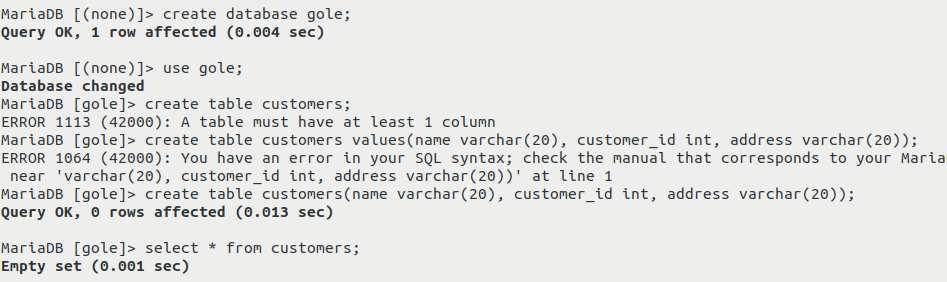 MariaDB [(none)]> create database gole;
Query OK, 1 row affected (0.004 sec)
MariaDB [(none)]> use gole;
Database changed
MariaDB [gole]> create table customers;
ERROR 1113 (42000): A table must have at least 1 column
MariaDB [gole]> create table customers values(name varchar(20), customer_id int, address varchar(20));
ERROR 1064 (42000): You have an error in your SQL syntax; check the manual that corresponds to your Maria
near 'varchar(20), customer_id int, address varchar(20))' at line 1
MariaDB [gole]> create table customers(name varchar(20), customer_id int, address varchar(20));
Query OK, 0 rows affected (0.013 sec)
MariaDB [gole]> select * from customers;
Empty set (0.001 sec)